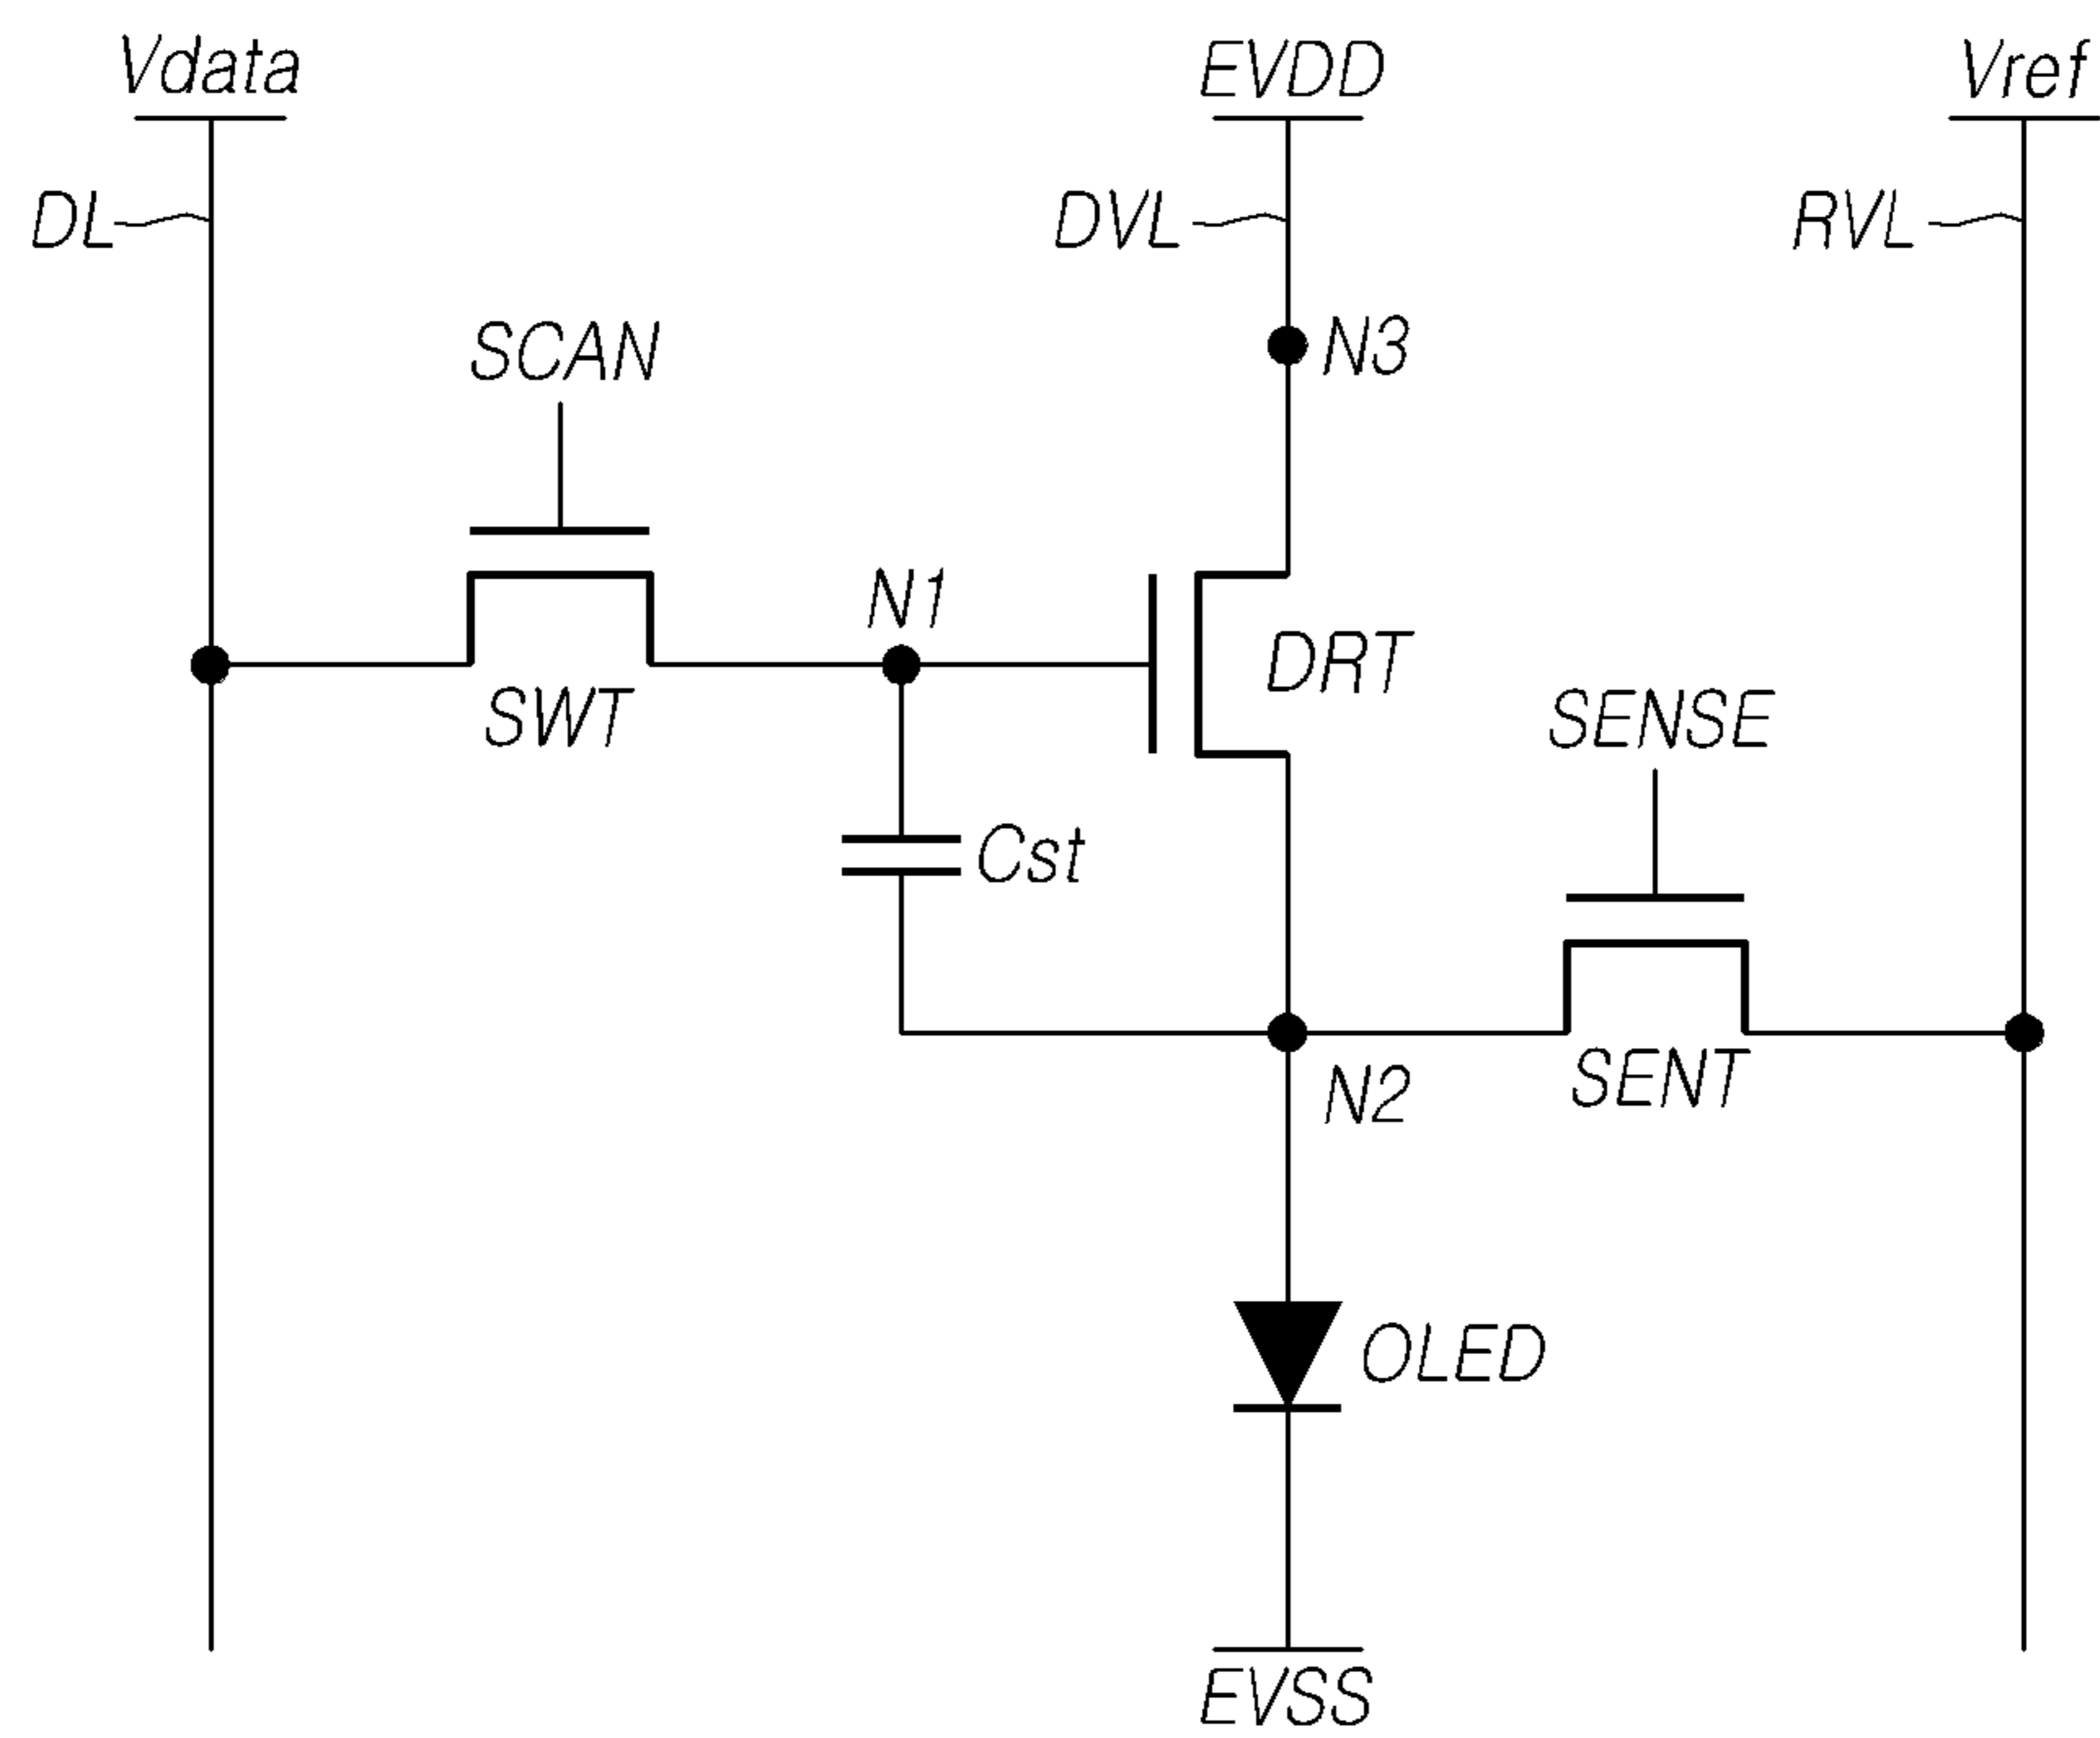 Vdata
EVDD
Vref
DL
DVL
RVL
N3
SCAN
N1
DRT
SWT
SENSE
Cst
SENT
N2
OLED
EVSS